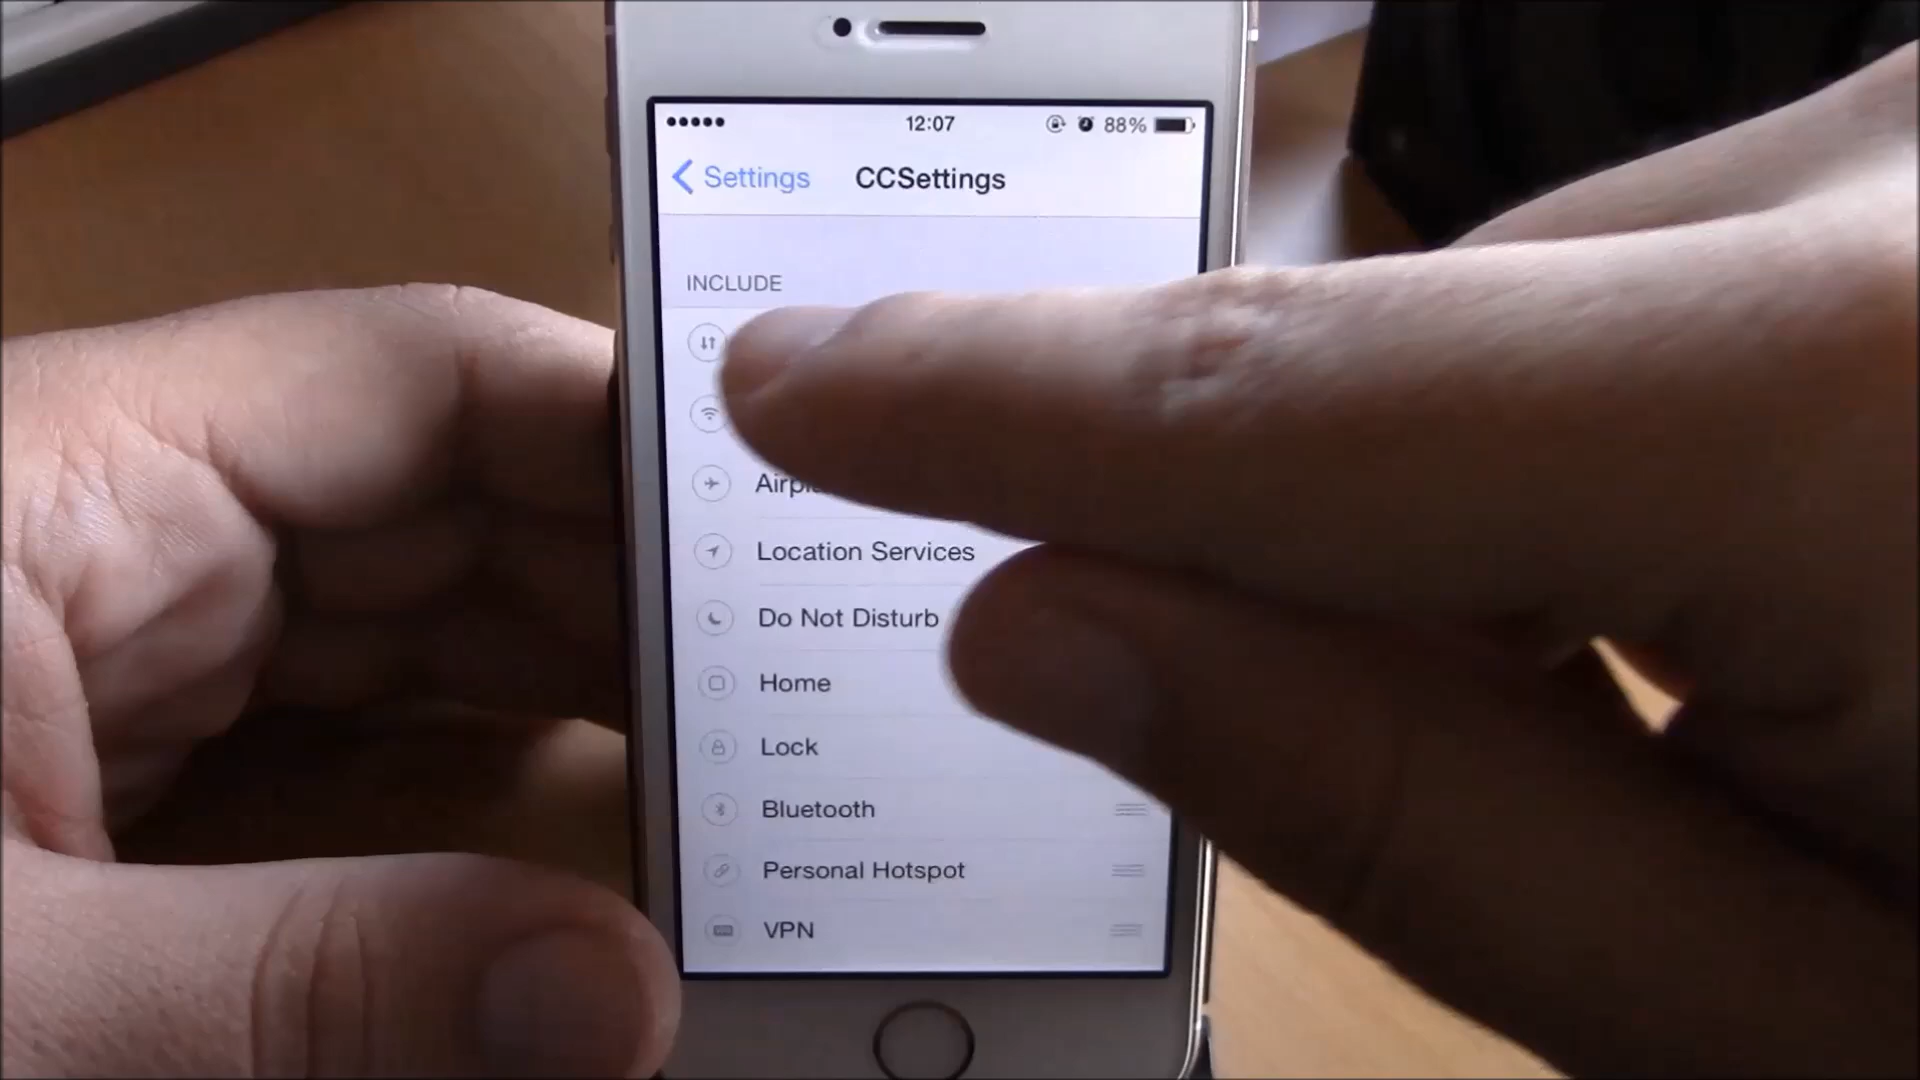 12:07 88%
Settings CCSettings
INCLUDE
Location Services
Do Not Disturb
Home
Lock
Bluetooth
Personal Hotspot
VPN